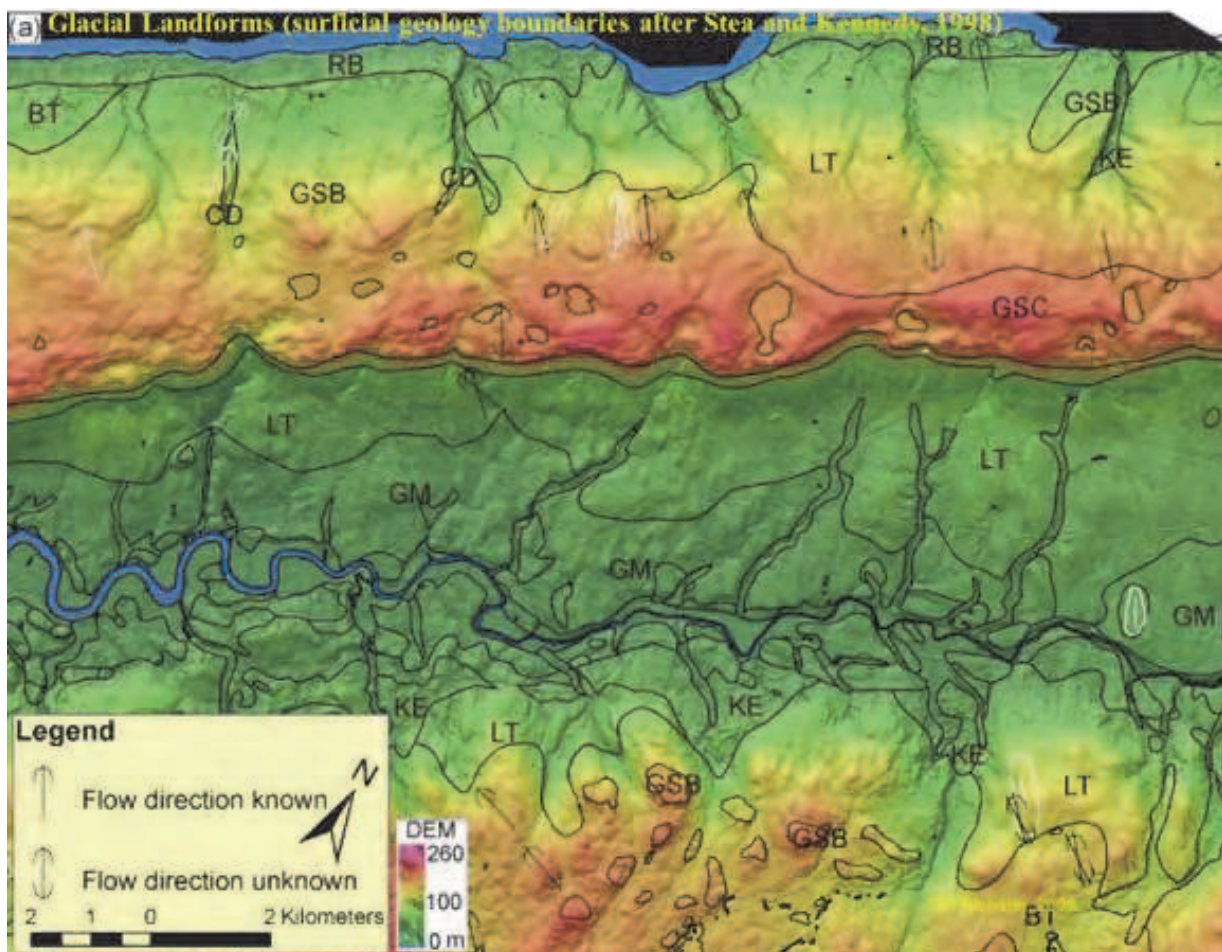 (a) Glacial Landforms (surficial geology boundaries after Stea and Kennedy, 1998)
RB
RB
BT
GSB
LT
KE
GSB
CD
CD
GSC
LT
LT
GM
GM
GM
KE
KE
KE
LT
LT
GSB
GSB
BT
Legend
N
Flow direction known
Flow direction unknown
2 1 0 2 Kilometers
DEM
260
100
0 m